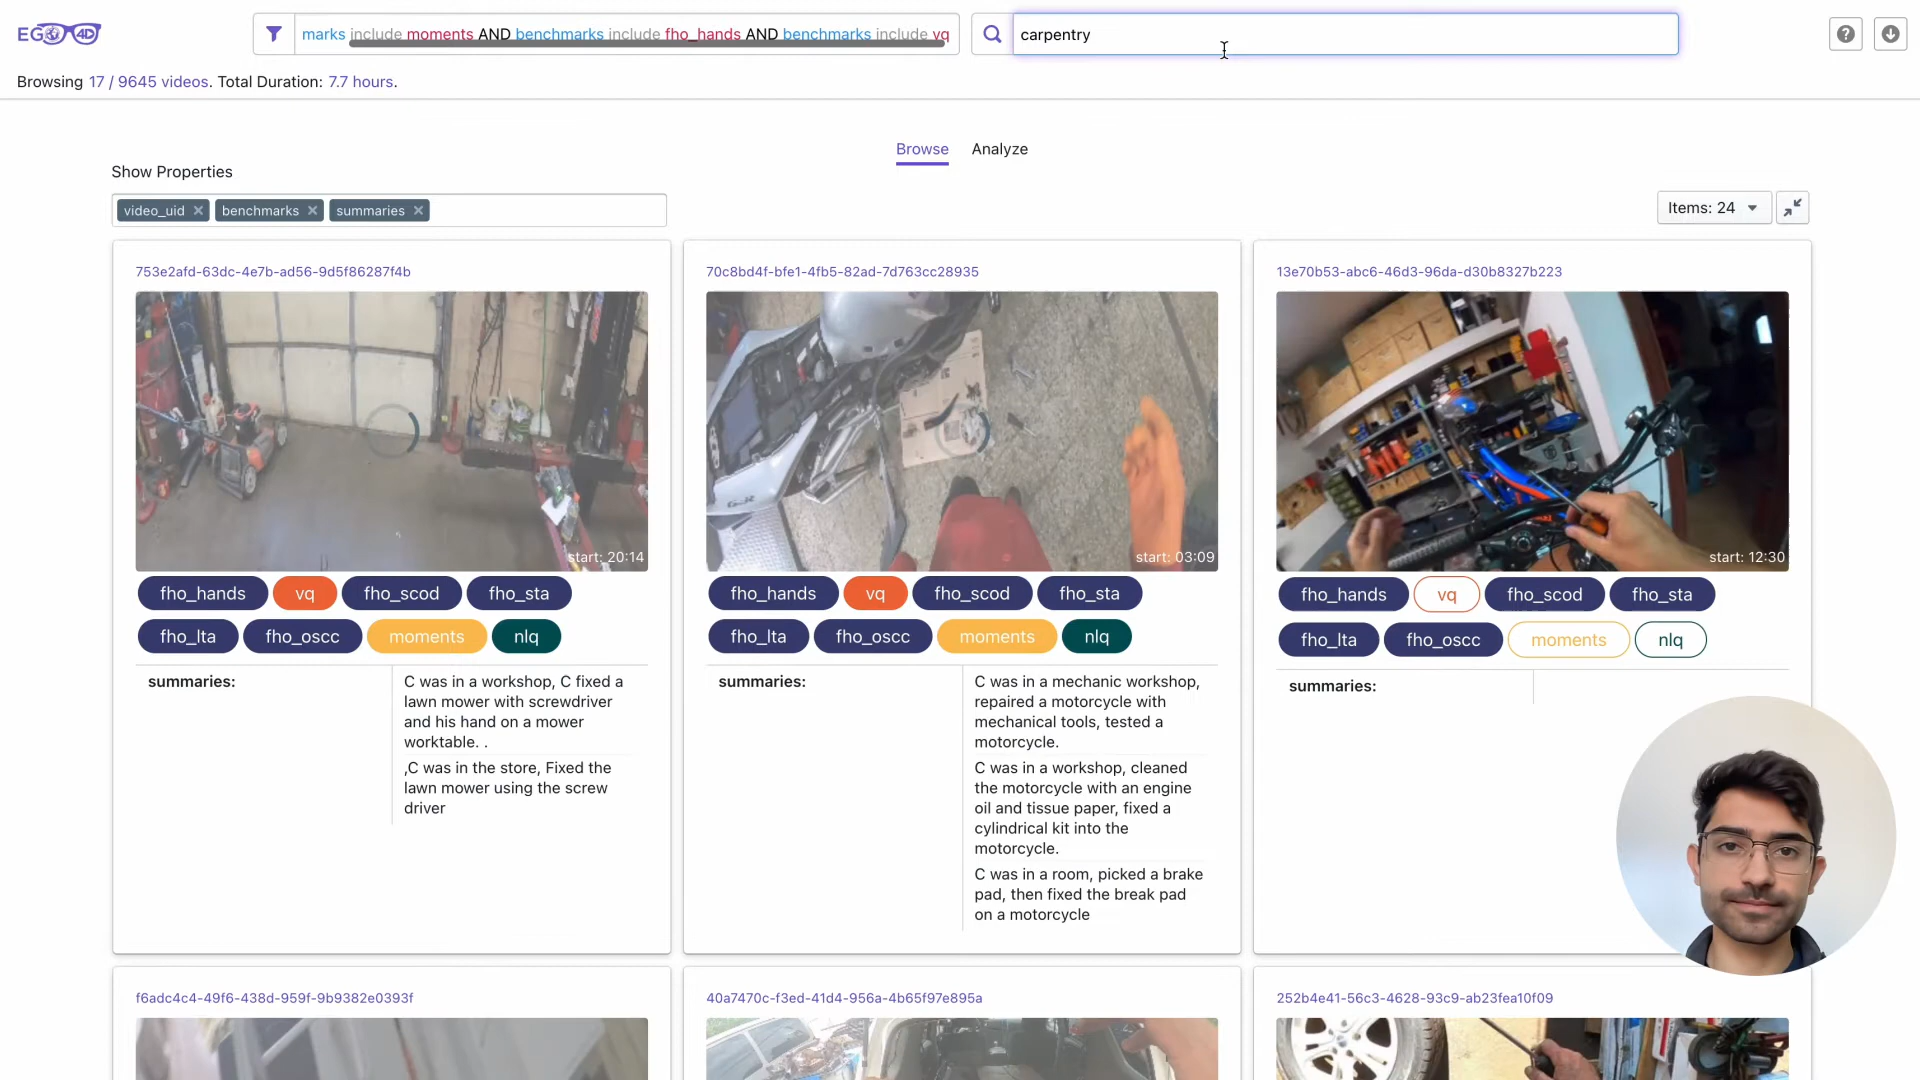 EGO4D
marks include moments AND benchmarks include fho_hands AND benchmarks include vq
carpentry
Browsing 17 / 9645 videos. Total Duration: 7.7 hours.
Browse
Analyze
Show Properties
video_uid
benchmarks
summaries
Items: 24
753e2afd-63dc-4e7b-ad56-9d5f86287f4b
start: 20:14
fho_hands
vq
fho_scod
fho_sta
fho_lta
fho_oscc
moments
nlq
summaries:
C was in a workshop, C fixed a
lawn mower with screwdriver
and his hand on a mower
worktable. .
,C was in the store, Fixed the
lawn mower using the screw
driver
70c8bd4f-bfe1-4fb5-82ad-7d763cc28935
start: 03:09
fho_hands
vq
fho_scod
fho_sta
fho_lta
fho_oscc
moments
nlq
summaries:
C was in a mechanic workshop,
repaired a motorcycle with
mechanical tools, tested a
motorcycle.
C was in a workshop, cleaned
the motorcycle with an engine
oil and tissue paper, fixed a
cylindrical kit into the
motorcycle.
C was in a room, picked a brake
pad, then fixed the break pad
on a motorcycle
13e70b53-abc6-46d3-96da-d30b8327b223
start: 12:30
fho_hands
vq
fho_scod
fho_sta
fho_lta
fho_oscc
moments
nlq
summaries:
f6adc4c4-49f6-438d-959f-9b9382e0393f
40a7470c-f3ed-41d4-956a-4b65f97e895a
252b4e41-56c3-4628-93c9-ab23fea10f09